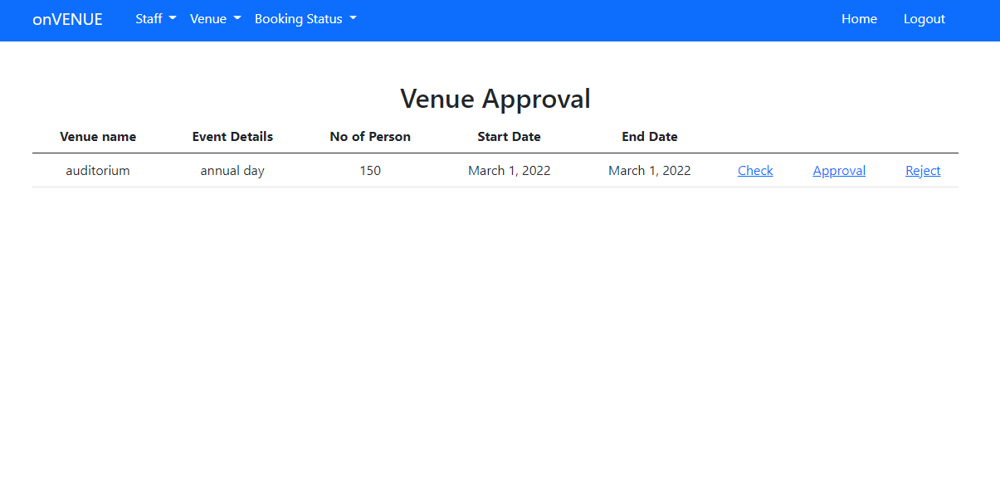 onVENUE Staff Venue Booking Status Home Logout
Venue Approval
Venue name Event Details No of Person Start Date End Date
auditorium annual day 150 March 1, 2022 March 1, 2022 Check Approval Reject